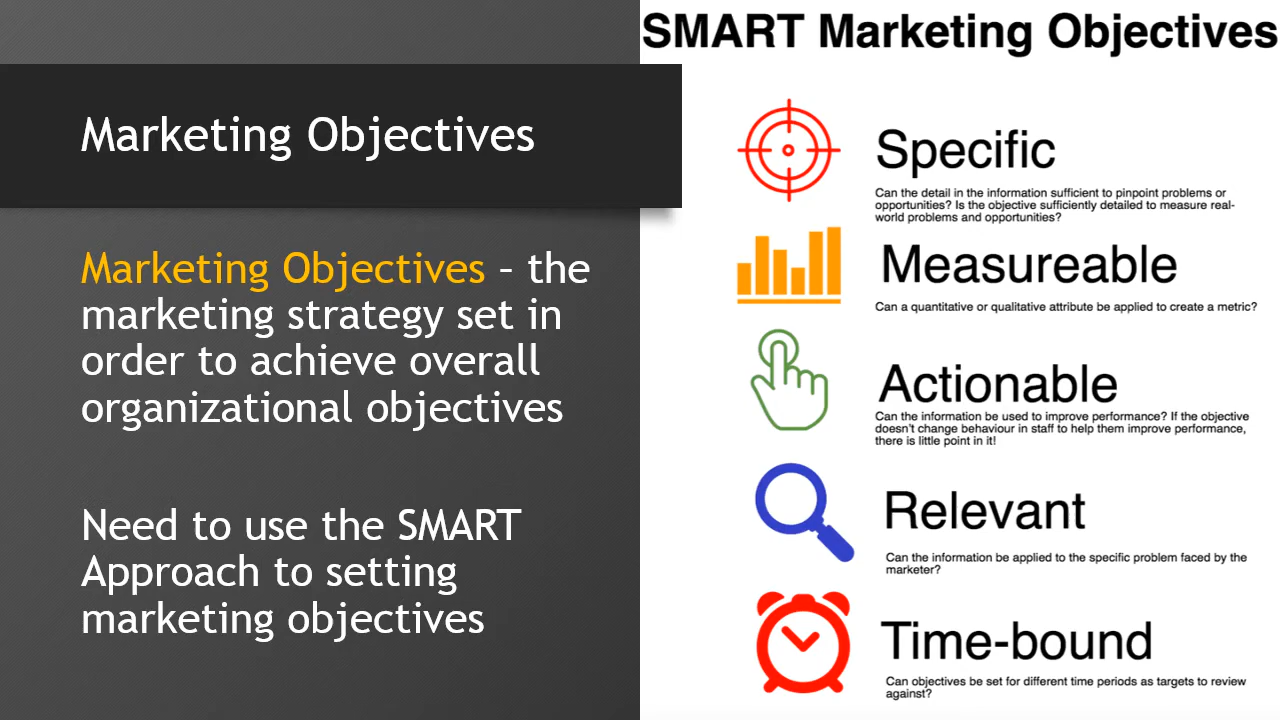 Marketing Objectives
Marketing Objectives – the
marketing strategy set in
order to achieve overall
organizational objectives
Need to use the SMART
Approach to setting
marketing objectives
SMART Marketing Objectives
Specific
Can the detail in the information sufficient to pinpoint problems or
opportunities? Is the objective sufficiently detailed to measure real-
world problems and opportunities?
Measureable
Can a quantitative or qualitative attribute be applied to create a metric?
Actionable
Can the information be used to improve performance? If the objective
doesn't change behaviour in staff to help them improve performance,
there is little point in it!
Relevant
Can the information be applied to the specific problem faced by the
marketer?
Time-bound
Can objectives be set for different time periods as targets to review
against?